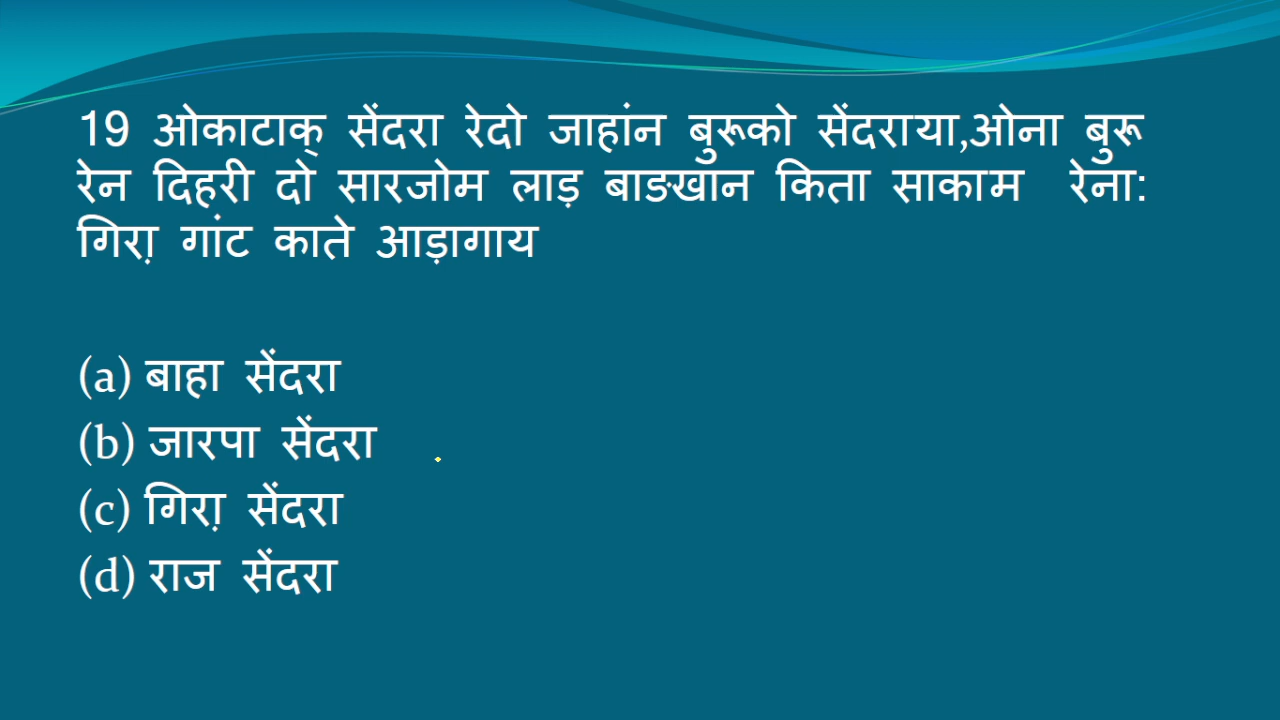 19 ओकाटाक् सेंदरा रेदो जाहांन बुरूको सेंदराया,ओना बुरू
रेन दिहरी दो सारजोम लाड़ बाङखान किता साकाम रेना:
गिरा़ गांट काते आड़ागाय
(a) बाहा सेंदरा
(b) जारपा सेंदरा
(c) गिरा़ सेंदरा
(d) राज सेंदरा